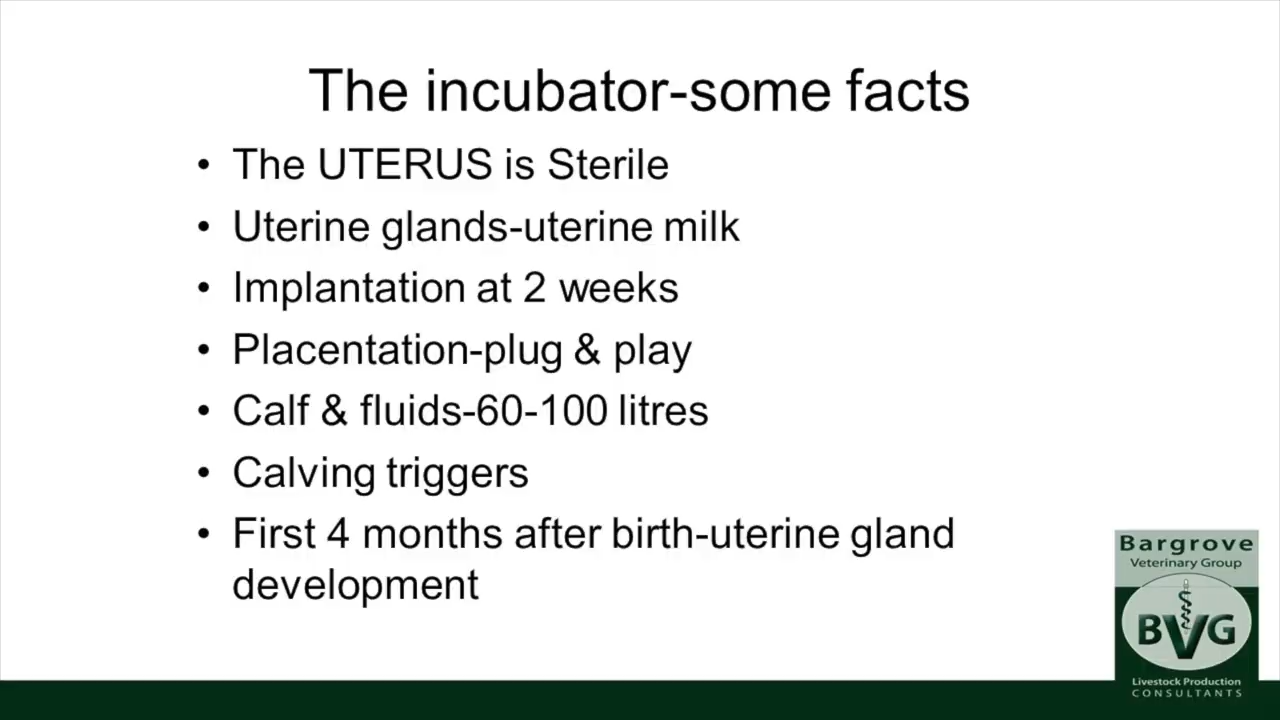 The incubator-some facts
• The UTERUS is Sterile
• Uterine glands-uterine milk
• Implantation at 2 weeks
• Placentation-plug & play
• Calf & fluids-60-100 litres
• Calving triggers
• First 4 months after birth-uterine gland
development
Bargrove
Veterinary Group
BVG
Livestock Production
CONSULTANTS